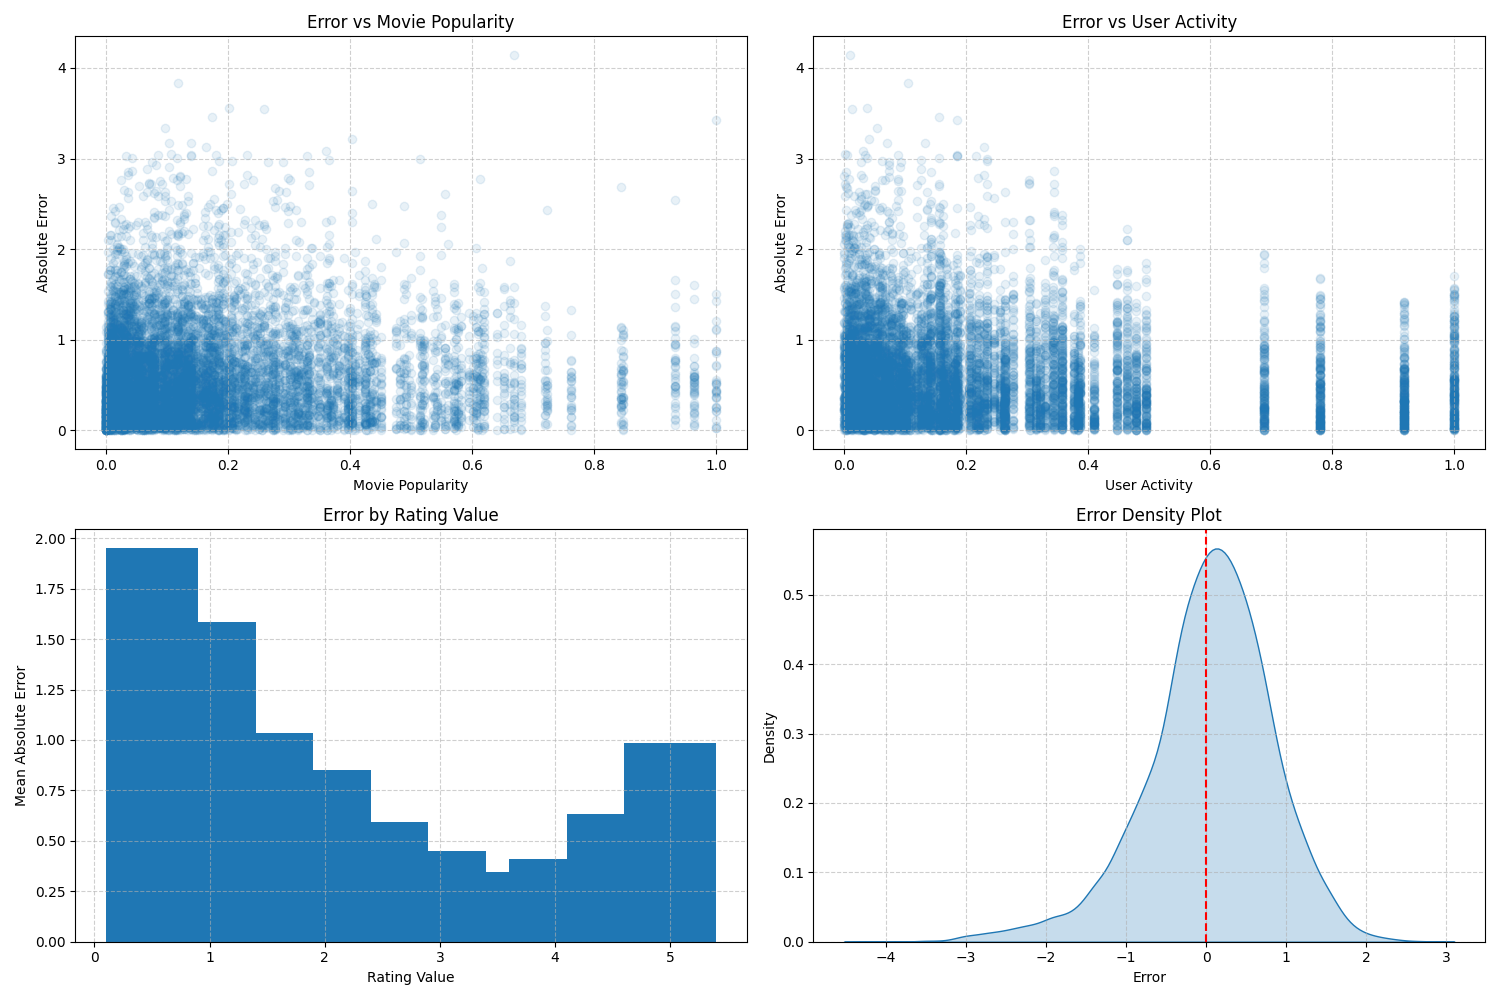 Error vs Movie Popularity
Absolute Error
4
3
2
1
0
0.0 0.2 0.4 0.6 0.8 1.0
Movie Popularity
Error vs User Activity
Absolute Error
4
3
2
1
0
0.0 0.2 0.4 0.6 0.8 1.0
User Activity
Error by Rating Value
Mean Absolute Error
2.00
1.75
1.50
1.25
1.00
0.75
0.50
0.25
0.00
0 1 2 3 4 5
Rating Value
Error Density Plot
Density
0.5
0.4
0.3
0.2
0.1
0.0
−4 −3 −2 −1 0 1 2 3
Error